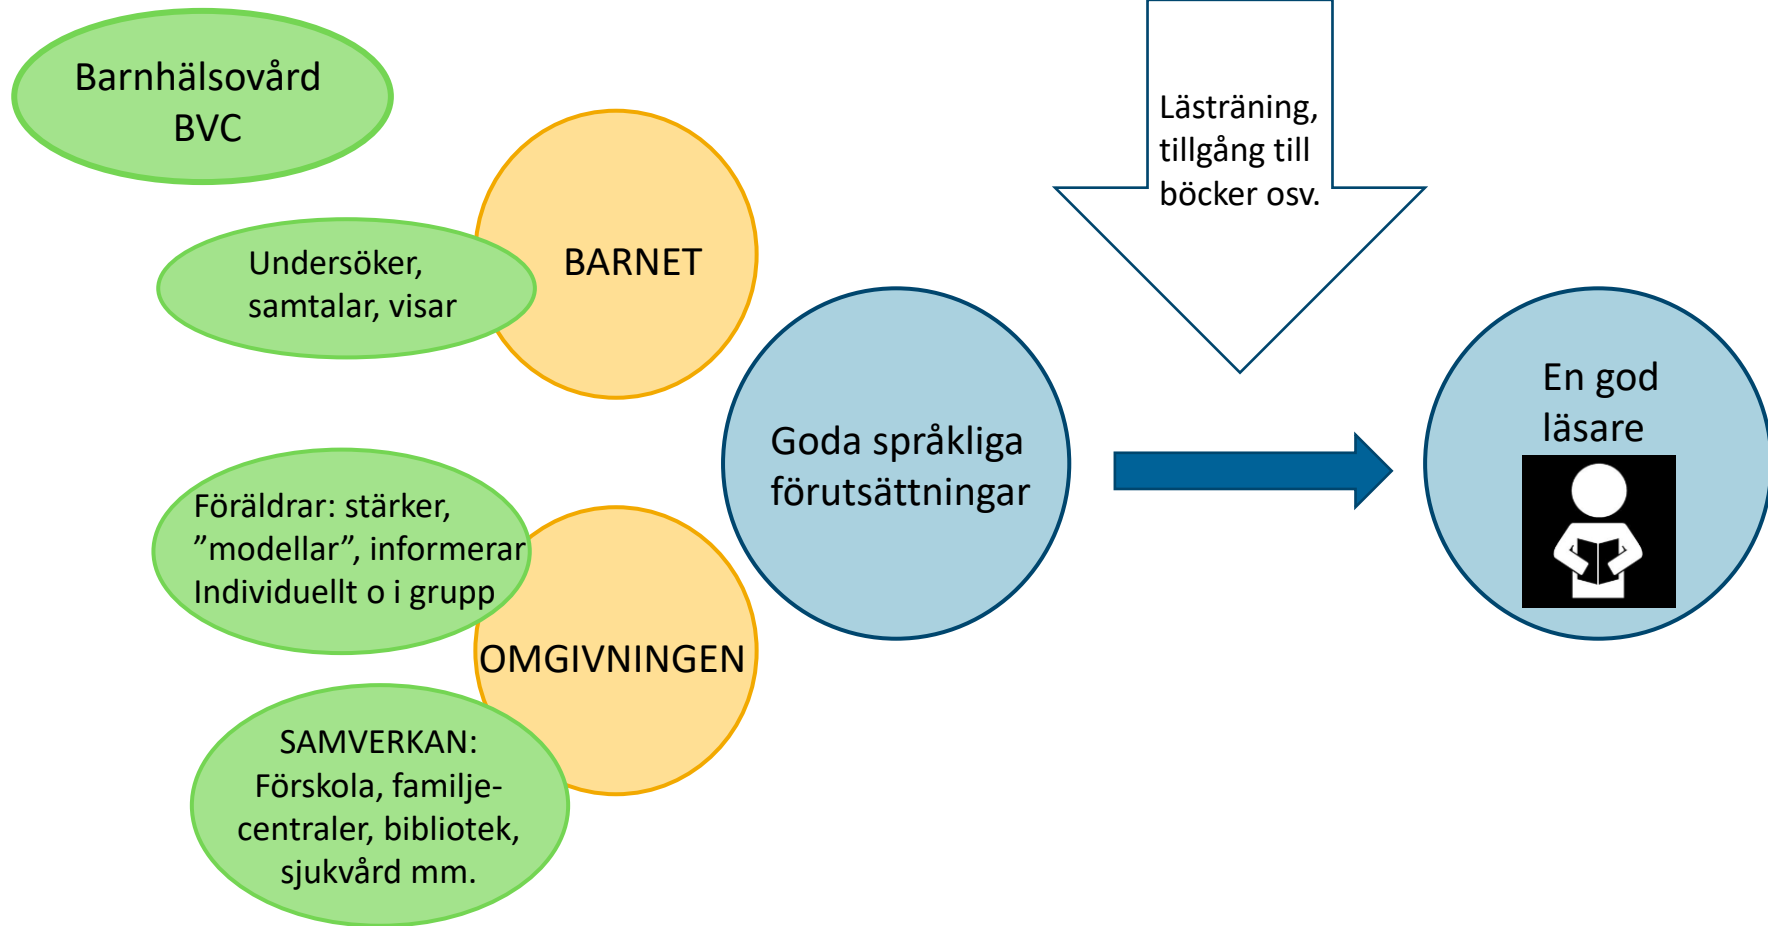 Barnhälsovård
BVC
Undersöker,
samtalar, visar
BARNET
Föräldrar: stärker,
”modellar”, informerar
Individuellt o i grupp
OMGIVNINGEN
SAMVERKAN:
Förskola, familje-
centraler, bibliotek,
sjukvård mm.
Goda språkliga
förutsättningar
Lästräning,
tillgång till
böcker osv.
En god
läsare